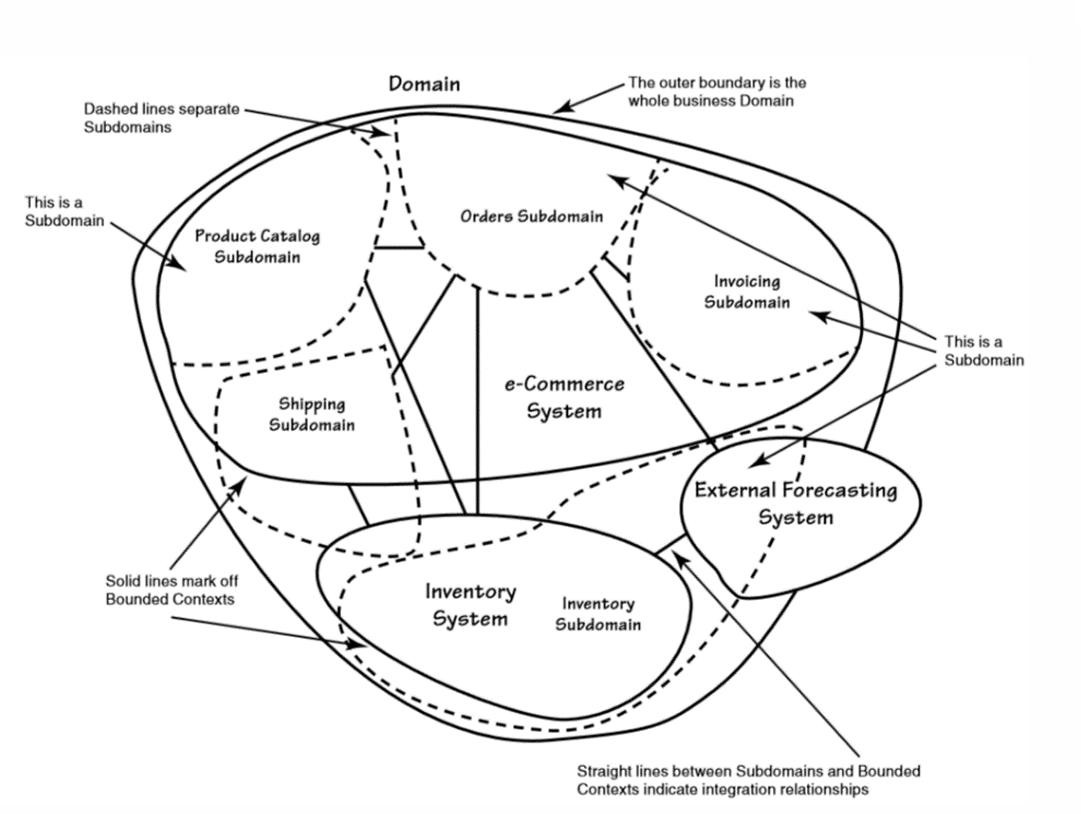 Domain
The outer boundary is the
whole business Domain
Dashed lines separate
Subdomains
This is a
Subdomain
Product Catalog
Subdomain
Orders Subdomain
Invoicing
Subdomain
This is a
Subdomain
e-Commerce
System
Shipping
Subdomain
External Forecasting
System
Solid lines mark off
Bounded Contexts
Inventory
System
Inventory
Subdomain
Straight lines between Subdomains and Bounded
Contexts indicate integration relationships